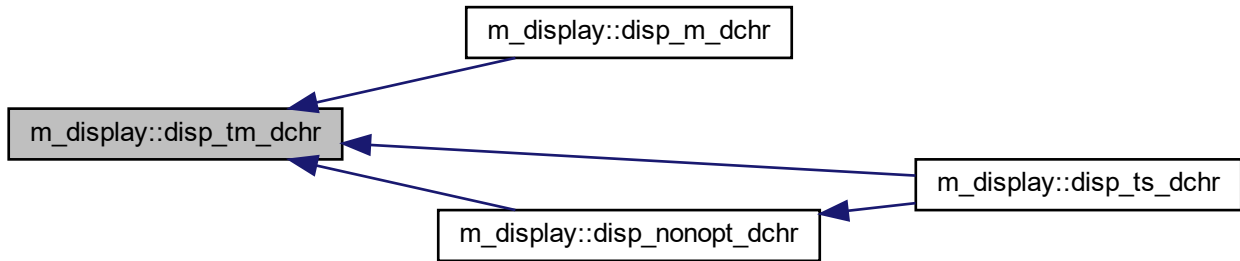 m_display::disp_m_dchr
m_display::disp_tm_dchr
m_display::disp_ts_dchr
m_display::disp_nonopt_dchr